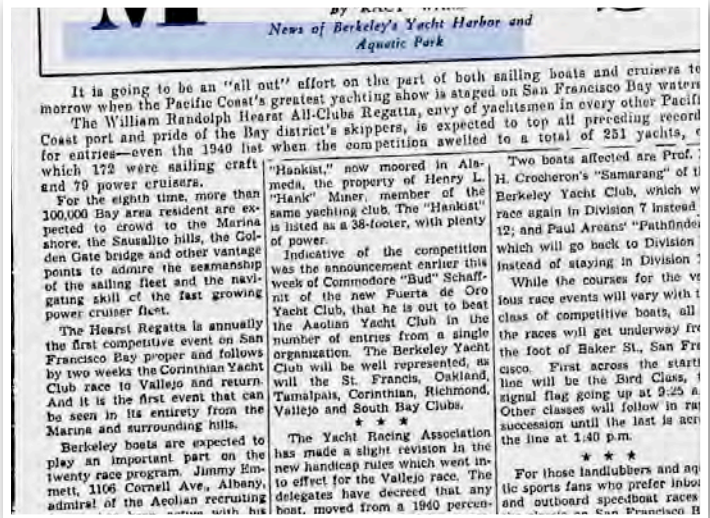 News of Berkeley's Yacht Harbor and
Aquatic Park
It is going to be an "all out" effort on the part of both sailing boats and cruisers to
morrow when the Pacific Coast's greatest yachting show is staged on San Francisco Bay waters
The William Randolph Hearst All-Clubs Regatta, envy of yachtsmen in every other Pacifi
Coast port and pride of the Bay district's skippers, is expected to top all preceding record
for entries—even the 1940 list when the competition swelled to a total of 251 yachts,
which 172 were sailing craft
and 79 power cruisers.
For the eighth time, more than
100,000 Bay area resident are ex-
pected to crowd to the Marina
shore, the Sausalito hills, the Gol-
den Gate bridge and other vantage
points to admire the seamanship
of the sailing fleet and the navi-
gating skill of the fast growing
power cruiser fleet.
The Hearst Regatta is annually
the first competitive event on San
Francisco Bay proper and follows
by two weeks the Corinthian Yacht
Club race to Vallejo and return.
And it is the first event that can
be seen in its entirety from the
Marina and surrounding hills.
Berkeley boats are expected to
play an important part on the
twenty race program. Jimmy Em-
mett, 1106 Cornell Ave., Albany,
admiral of the Aeolian recruiting
with his
"Hankist," now moored in Ala-
meda, the property of Henry L.
"Hank" Miner, member of the
same yachting club. The "Hankist"
is listed as a 38-footer, with plenty
of power.
Indicative of the competition
was the announcement earlier this
week of Commodore "Bud" Schaff-
nit of the new Puerta de Oro
Yacht Club, that he is out to beat
the Aeolian Yacht Club in the
number of entries from a single
organization. The Berkeley Yacht
Club will be well represented, as
will the St. Francis, Oakland,
Tamalpais, Corinthian, Richmond,
Vallejo and South Bay Clubs.
★ ★ ★
The Yacht Racing Association
has made a slight revision in the
new handicap rules which went in-
to effect for the Vallejo race. The
delegates have decreed that any
boat, moved from a 1940 percen-
Two boats affected are Prof.
H. Crocheron's "Samarang" of t
Berkeley Yacht Club, which w
race again in Division 7 instead
12; and Paul Areans' "Pathfinder
which will go back to Division
instead of staying in Division
While the courses for the va
ious race events will vary with t
class of competitive boats, all
the races will get underway fro
the foot of Baker St., San Fra
cisco. First across the starti
line will be the Bird Class, t
signal flag going up at 9:25 a.
Other classes will follow in rap
succession until the last is acro
the line at 1:40 p.m.
★ ★ ★
For those landlubbers and aq
tic sports fans who prefer inboa
and outboard speedboat races
San Francisco B